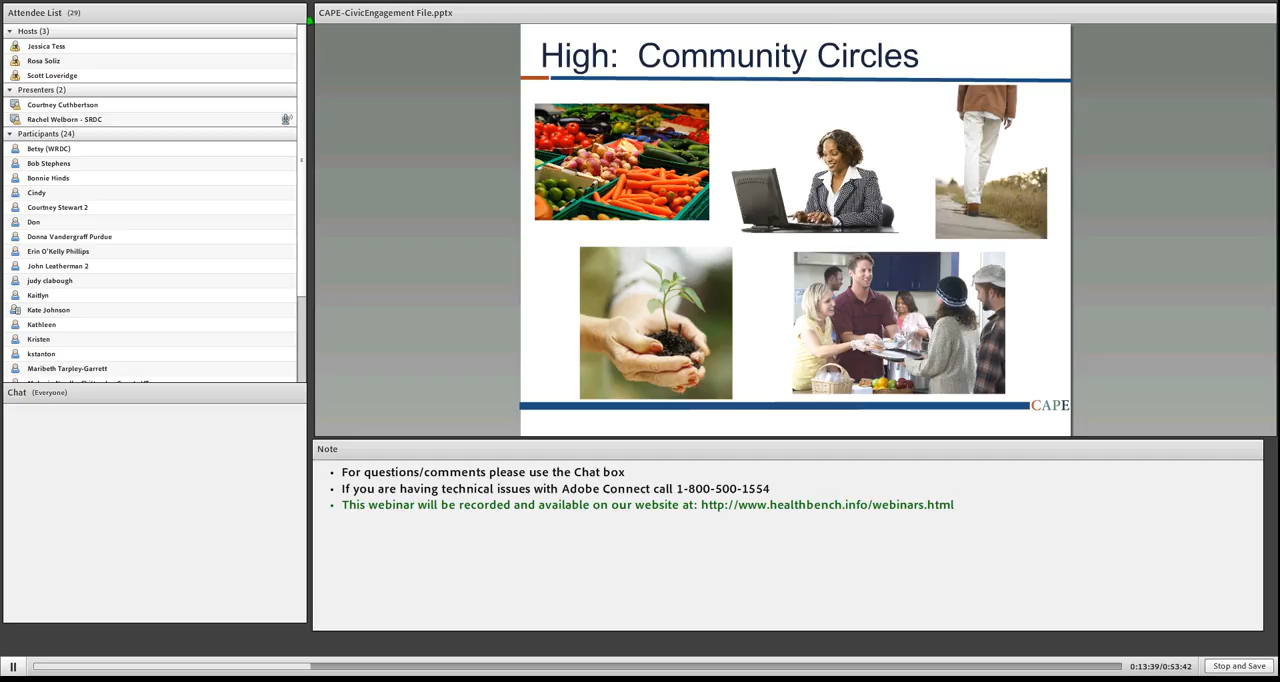 Attendee List (29)
Hosts (3)
Jessica Tess
Rosa Soliz
Scott Loveridge
Presenters (2)
Courtney Cuthbertson
Rachel Welborn - SRDC
Participants (24)
Betsy (WRDC)
Bob Stephens
Bonnie Hinds
Cindy
Courtney Stewart 2
Don
Donna Vandergraff Purdue
Erin O'Kelly Phillips
John Leatherman 2
judy clabough
Kaitlyn
Kate Johnson
Kathleen
Kristen
kstanton
Maribeth Tarpley-Garrett
Chat (Everyone)
CAPE-CivicEngagement File.pptx
High: Community Circles
CAPE
Note
• For questions/comments please use the Chat box
• If you are having technical issues with Adobe Connect call 1-800-500-1554
• This webinar will be recorded and available on our website at: http://www.healthbench.info/webinars.html
0:13:39/0:53:42
Stop and Save